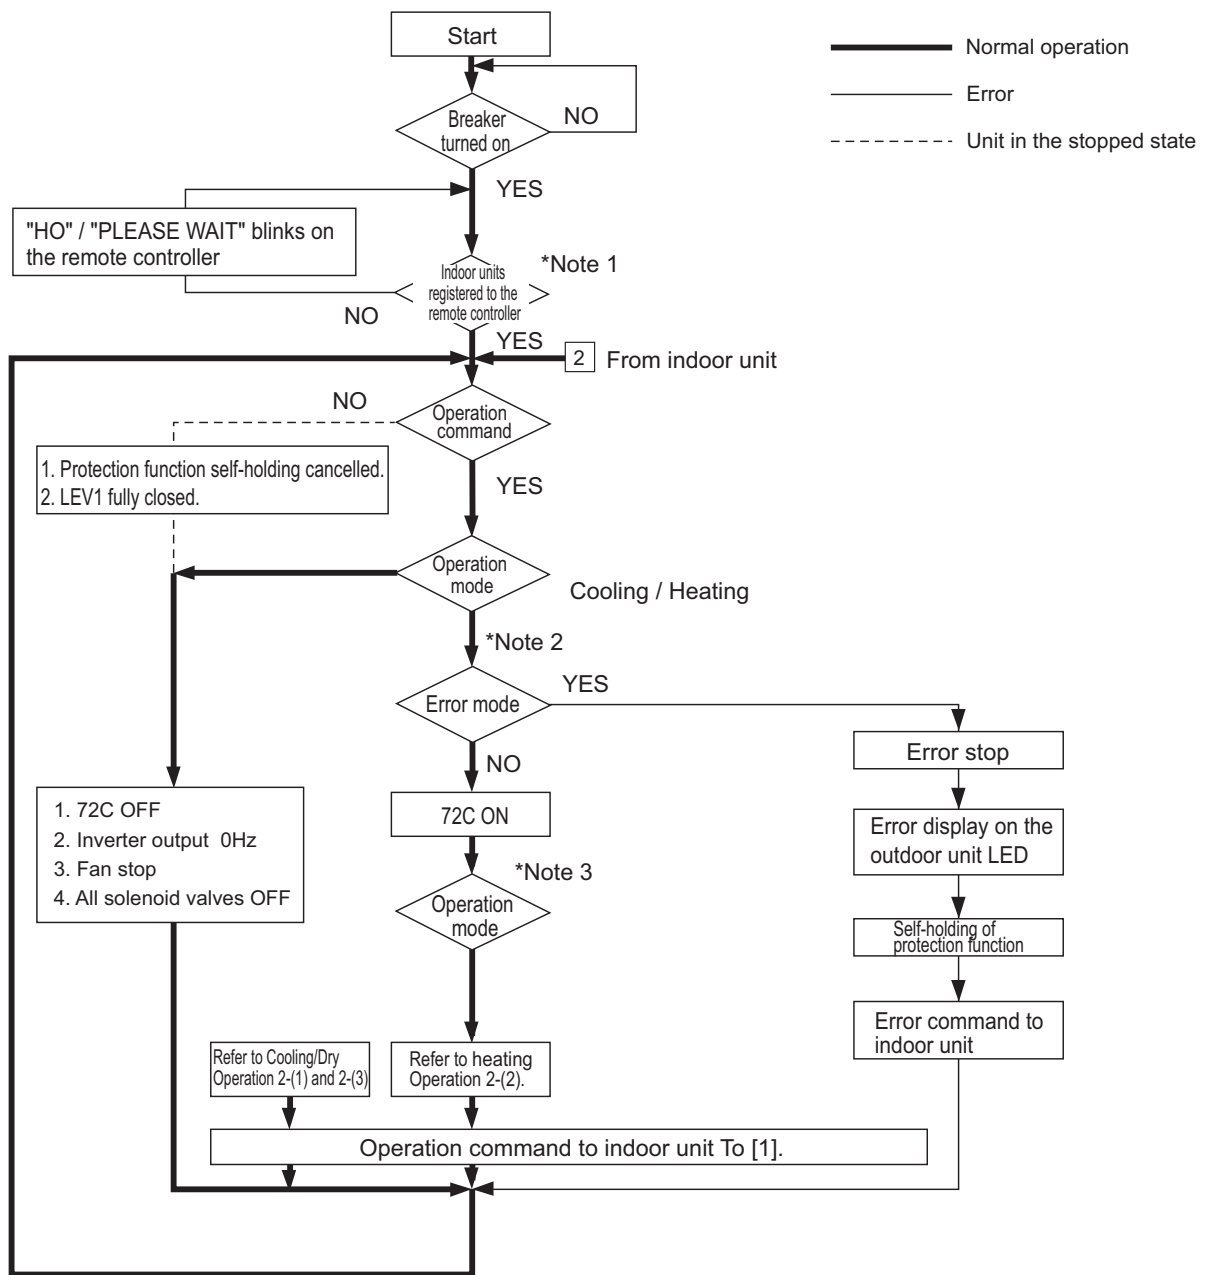 Start
Normal operation
Error
Unit in the stopped state
Breaker
turned on
NO
YES
"HO" / "PLEASE WAIT" blinks on
the remote controller
*Note 1
Indoor units
registered to the
remote controller
NO
YES
2 From indoor unit
NO
Operation
command
1. Protection function self-holding cancelled.
2. LEV1 fully closed.
YES
Operation
mode
Cooling / Heating
*Note 2
YES
Error mode
NO
Error stop
1. 72C OFF
2. Inverter output 0Hz
3. Fan stop
4. All solenoid valves OFF
72C ON
Error display on the
outdoor unit LED
*Note 3
Operation
mode
Self-holding of
protection function
Error command to
indoor unit
Refer to Cooling/Dry
Operation 2-(1) and 2-(3)
Refer to heating
Operation 2-(2).
Operation command to indoor unit To [1].